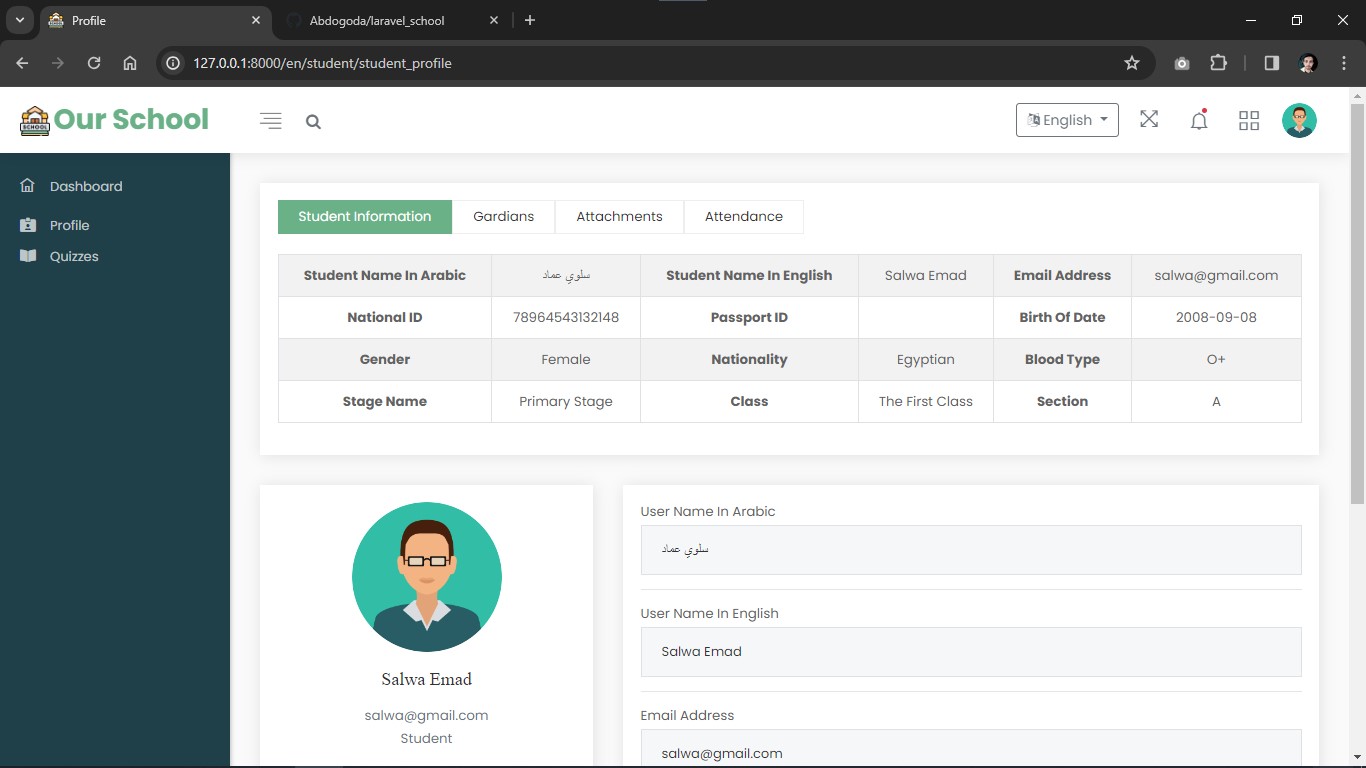 Profile
Abdogoda/laravel_school
127.0.0.1:8000/en/student/student_profile
SCHOOL
Our School
English
Dashboard
Profile
Quizzes
Student Information Gardians Attachments Attendance
Student Name In Arabic سلوي عماد Student Name In English Salwa Emad Email Address salwa@gmail.com
National ID 78964543132148 Passport ID Birth Of Date 2008-09-08
Gender Female Nationality Egyptian Blood Type O+
Stage Name Primary Stage Class The First Class Section A
Salwa Emad
salwa@gmail.com
Student
User Name In Arabic
سلوي عماد
User Name In English
Salwa Emad
Email Address
salwa@gmail.com